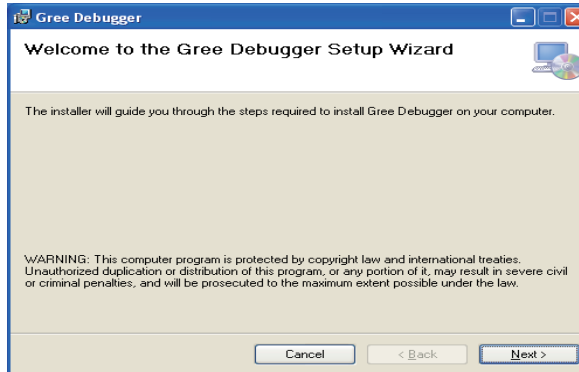 Gree Debugger
Welcome to the Gree Debugger Setup Wizard
The installer will guide you through the steps required to install Gree Debugger on your computer.
WARNING: This computer program is protected by copyright law and international treaties.
Unauthorized duplication or distribution of this program, or any portion of it, may result in severe civil
or criminal penalties, and will be prosecuted to the maximum extent possible under the law.
Cancel
< Back
Next >